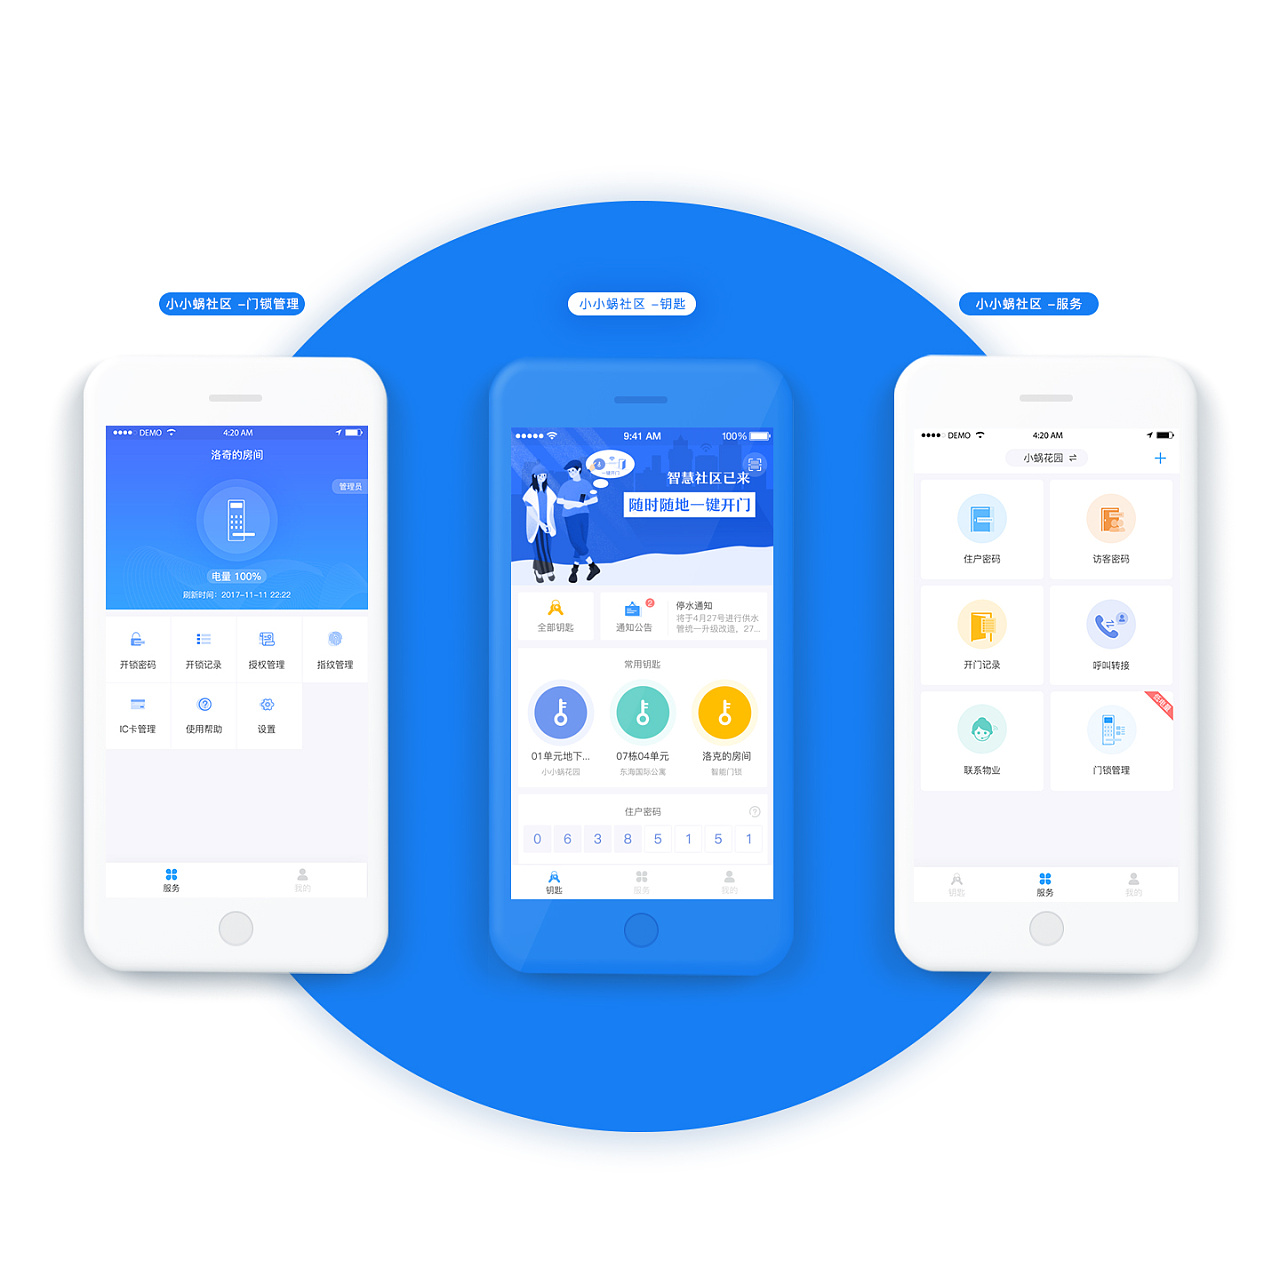 小小蜗社区 -门锁管理
小小蜗社区 -钥匙
小小蜗社区 -服务
DEMO
4:20 AM
洛奇的房间
管理员
电量 100%
刷新时间：2017-11-11 22:22
开锁密码
开锁记录
授权管理
指纹管理
IC卡管理
使用帮助
设置
服务
我的
9:41 AM
100%
一键开门
智慧社区已来
随时随地一键开门
全部钥匙
2
通知公告
停水通知
将于4月27号进行供水
管统一升级改造，27...
常用钥匙
01单元地下...
小小蜗花园
07栋04单元
东海国际公寓
洛克的房间
智能门锁
住户密码
?
0 6 3 8 5 1 5 1
钥匙
服务
我的
DEMO
4:20 AM
小蜗花园
住户密码
访客密码
开门记录
呼叫转接
联系物业
低电量
门锁管理
钥匙
服务
我的